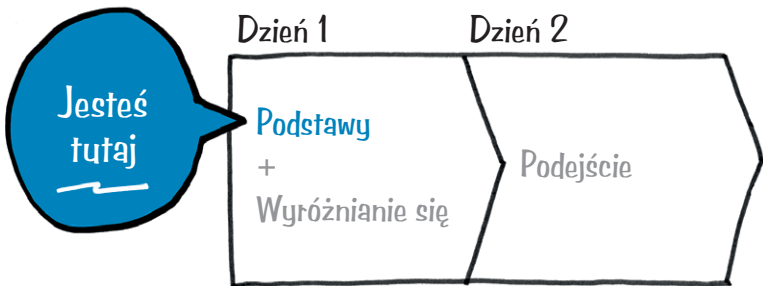 Dzień 1
Dzień 2
Jesteś
tutaj
Podstawy
+
Wyróżnianie się
Podejście